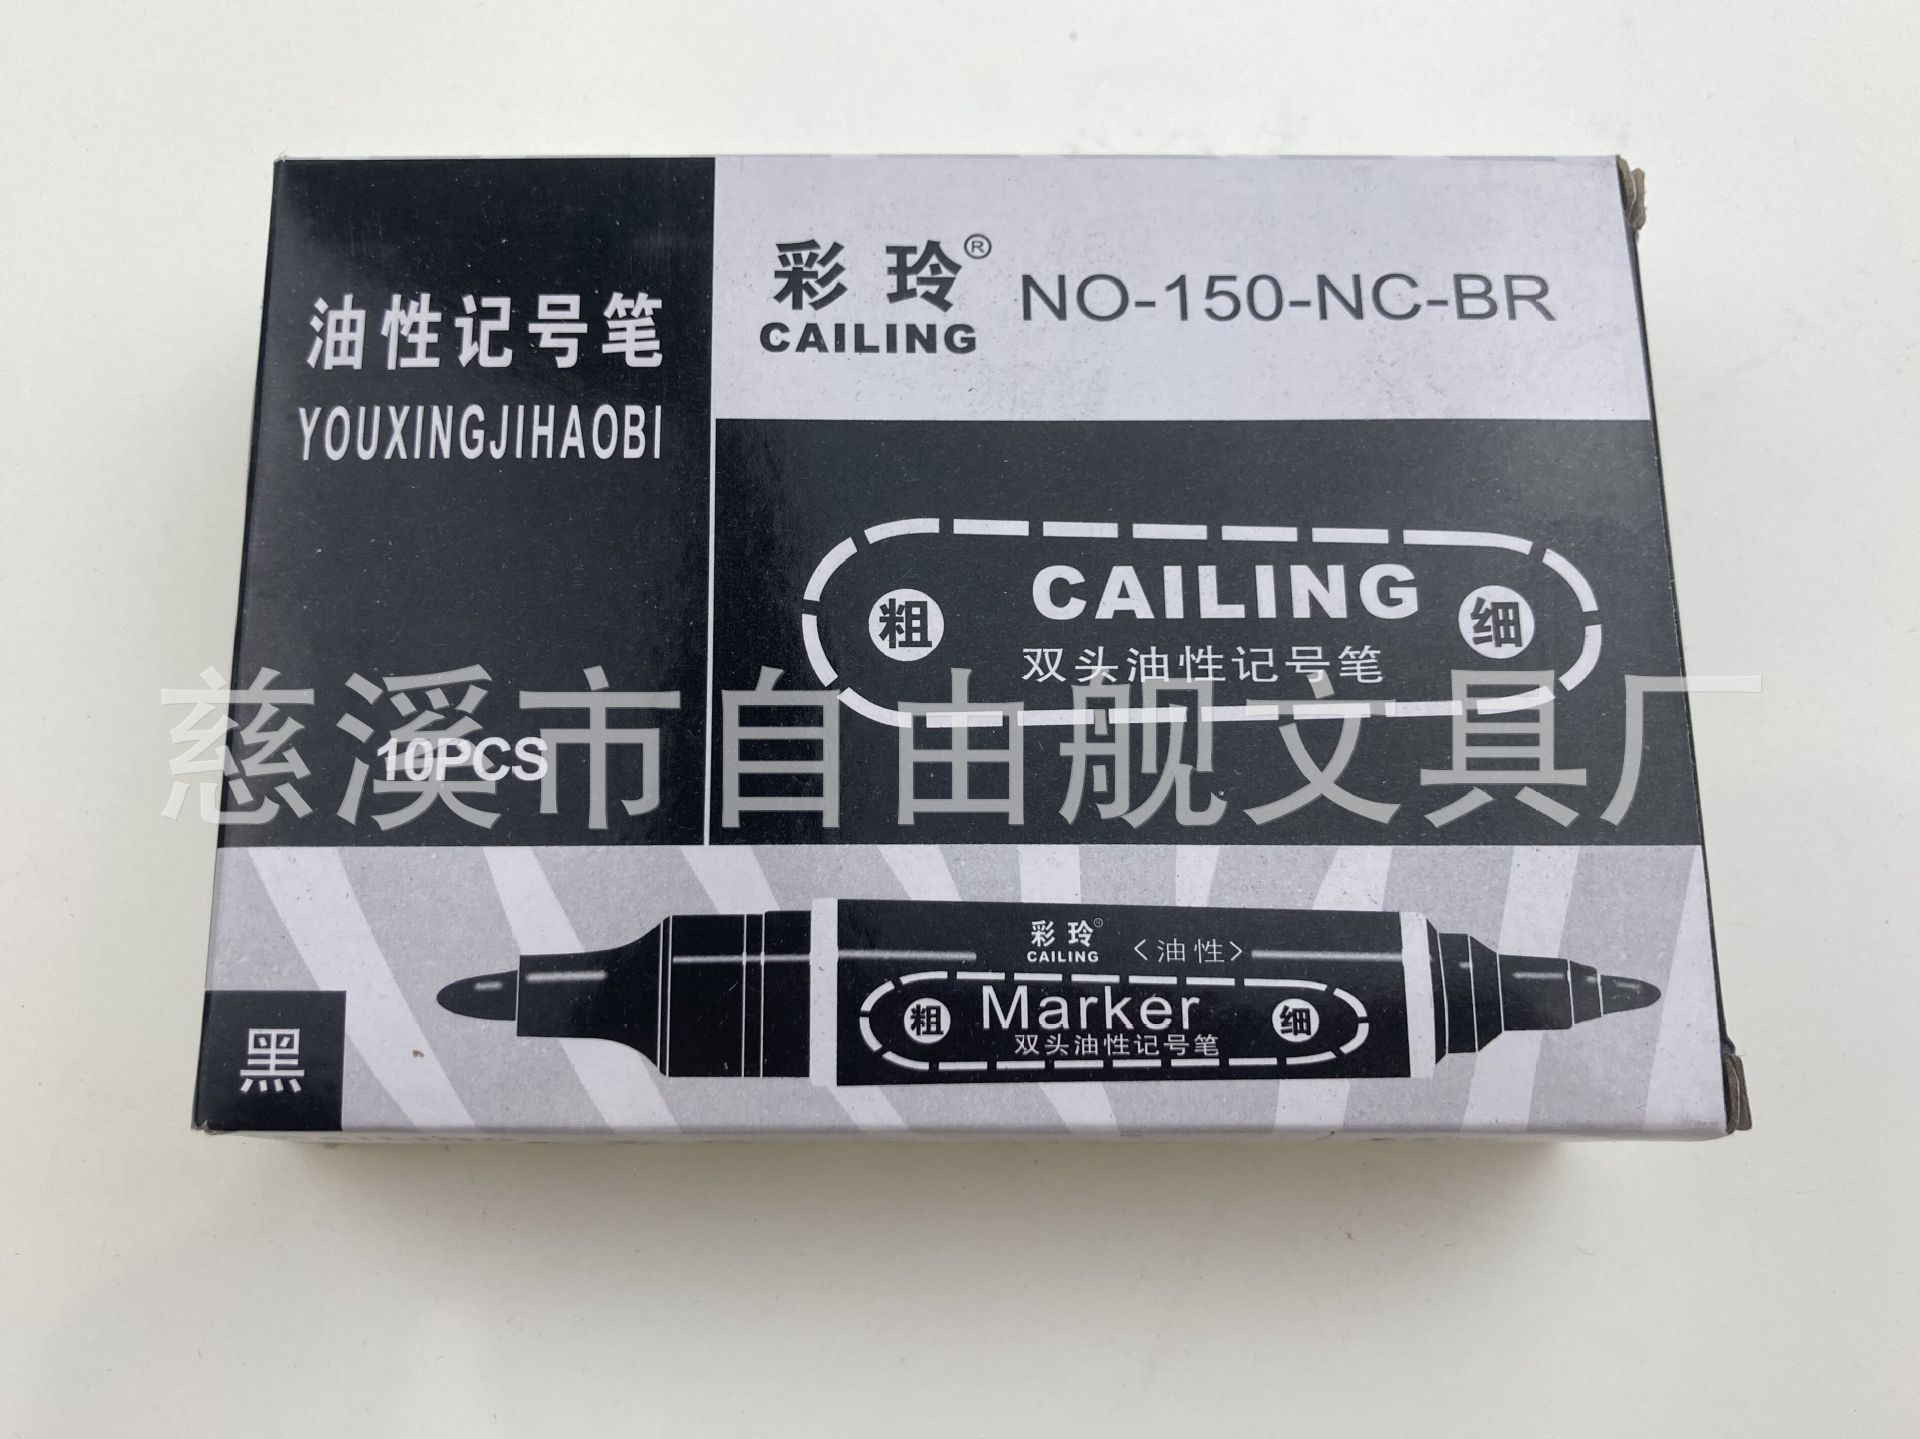 油性记号笔
YOUXINGJIHAOBI
10PCS
彩玲®
CAILING
NO-150-NC-BR
CAILING
粗
细
双头油性记号笔
慈溪市自由舰文具厂
黑
彩玲®
CAILING
<油性>
粗
Marker
细
双头油性记号笔